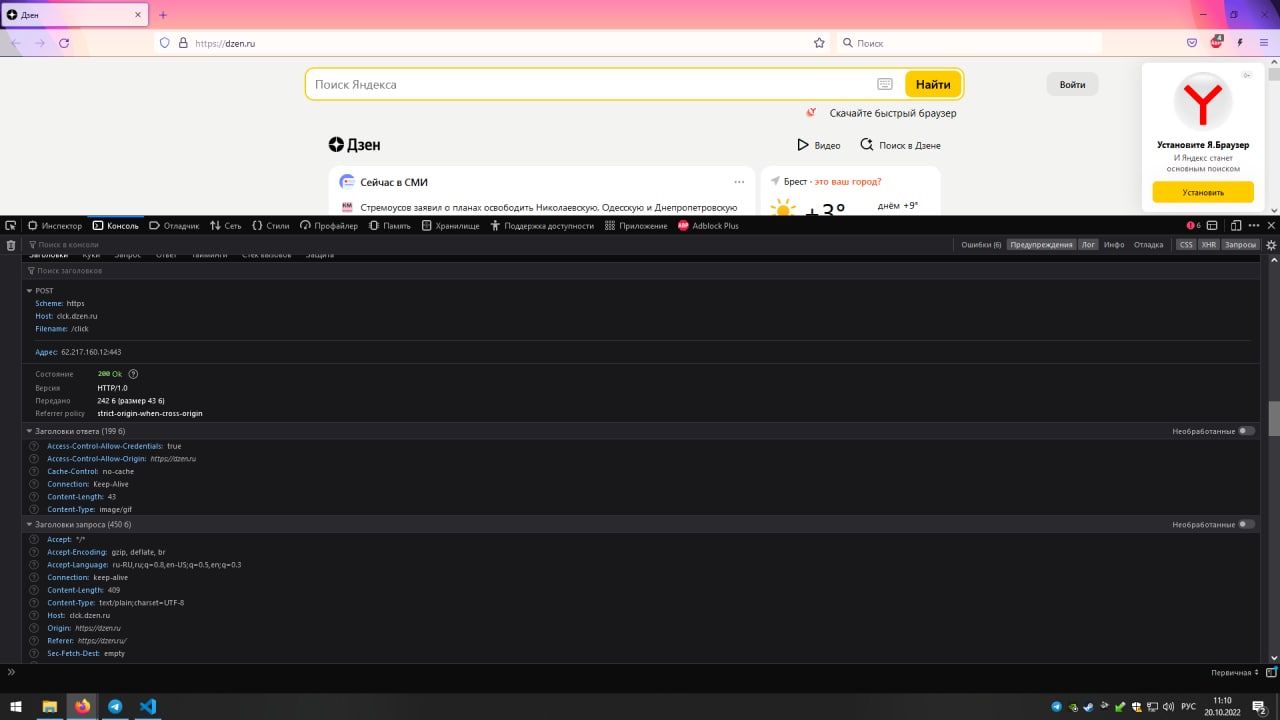 Дзен
https://dzen.ru
Поиск
4
ABP
Поиск Яндекса
Найти
Войти
0+
Скачайте быстрый браузер
Установите Я.Браузер
И Яндекс станет
основным поиском
Установить
Дзен
Видео
Поиск в Дзене
Сейчас в СМИ
Брест · это ваш город?
Стремоусов заявил о планах освободить Николаевскую, Одесскую и Днепропетровскую
+3°
днём +9°
Инспектор Консоль Отладчик Сеть Стили Профайлер Память Хранилище Поддержка доступности Приложение ABP Adblock Plus 6
Поиск в консоли
Ошибки (6) Предупреждения Лог Инфо Отладка CSS XHR Запросы
Заголовки Куки Запрос Ответ Тайминги Стек вызовов Защита
Поиск заголовков
POST
Scheme: https
Host: clck.dzen.ru
Filename: /click
Адрес: 62.217.160.12:443
Состояние 200 Ok
Версия HTTP/1.0
Передано 242 б (размер 43 б)
Referrer policy strict-origin-when-cross-origin
Заголовки ответа (199 б) Необработанные
Access-Control-Allow-Credentials: true
Access-Control-Allow-Origin: https://dzen.ru
Cache-Control: no-cache
Connection: Keep-Alive
Content-Length: 43
Content-Type: image/gif
Заголовки запроса (450 б) Необработанные
Accept: */*
Accept-Encoding: gzip, deflate, br
Accept-Language: ru-RU,ru;q=0.8,en-US;q=0.5,en;q=0.3
Connection: keep-alive
Content-Length: 409
Content-Type: text/plain;charset=UTF-8
Host: clck.dzen.ru
Origin: https://dzen.ru
Referer: https://dzen.ru/
Sec-Fetch-Dest: empty
Первичная
РУС
11:10
20.10.2022
2